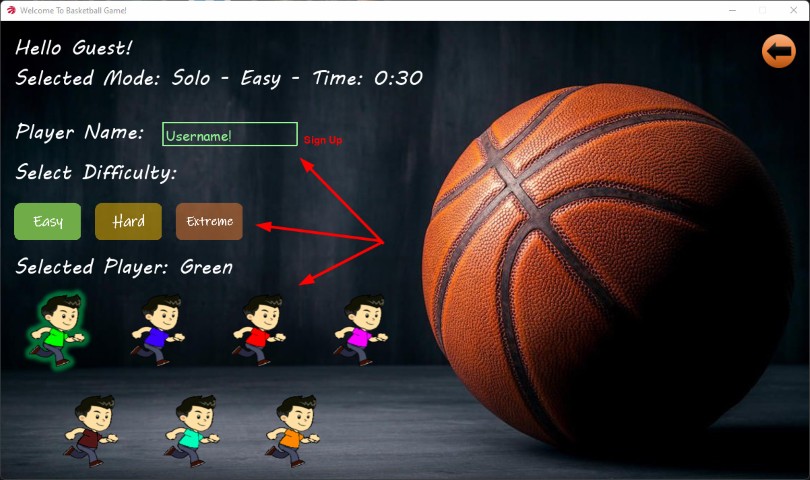 Welcome To Basketball Game!
Hello Guest!
Selected Mode: Solo - Easy - Time: 0:30
Player Name: Username! Sign Up
Select Difficulty:
Easy Hard Extreme
Selected Player: Green